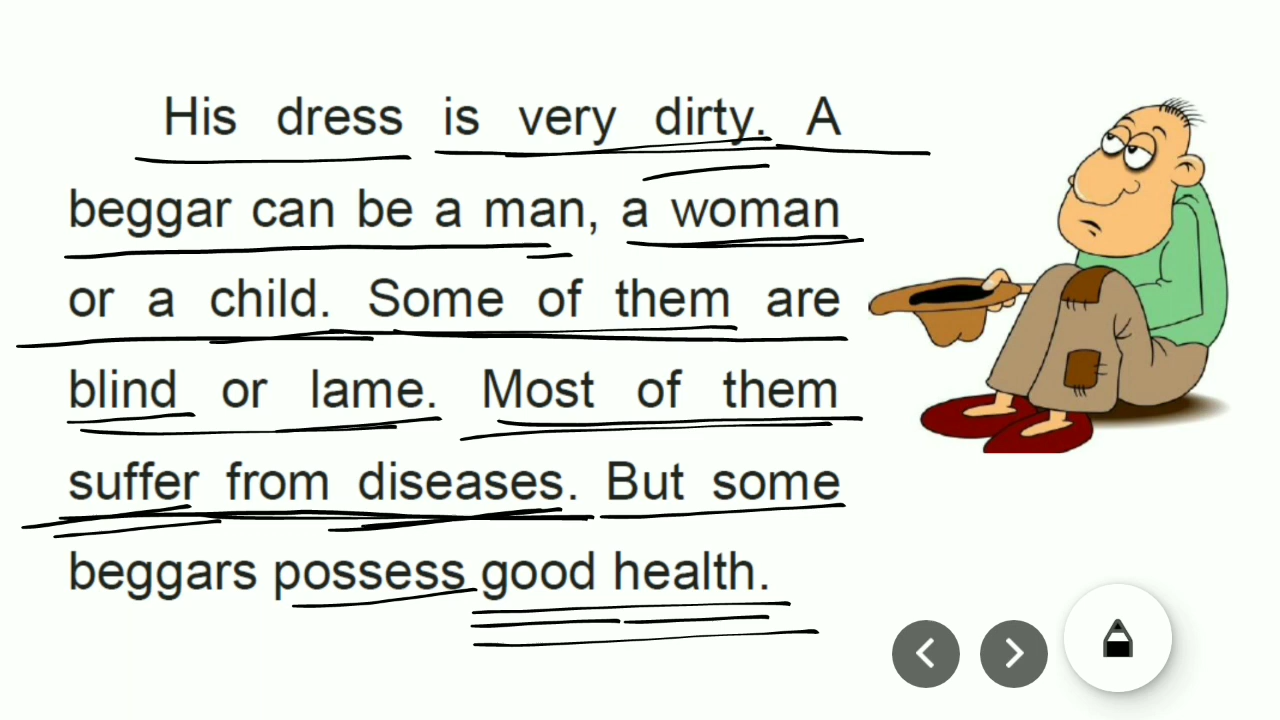 His dress is very dirty. A
beggar can be a man, a woman
or a child. Some of them are
blind or lame. Most of them
suffer from diseases. But some
beggars possess good health.